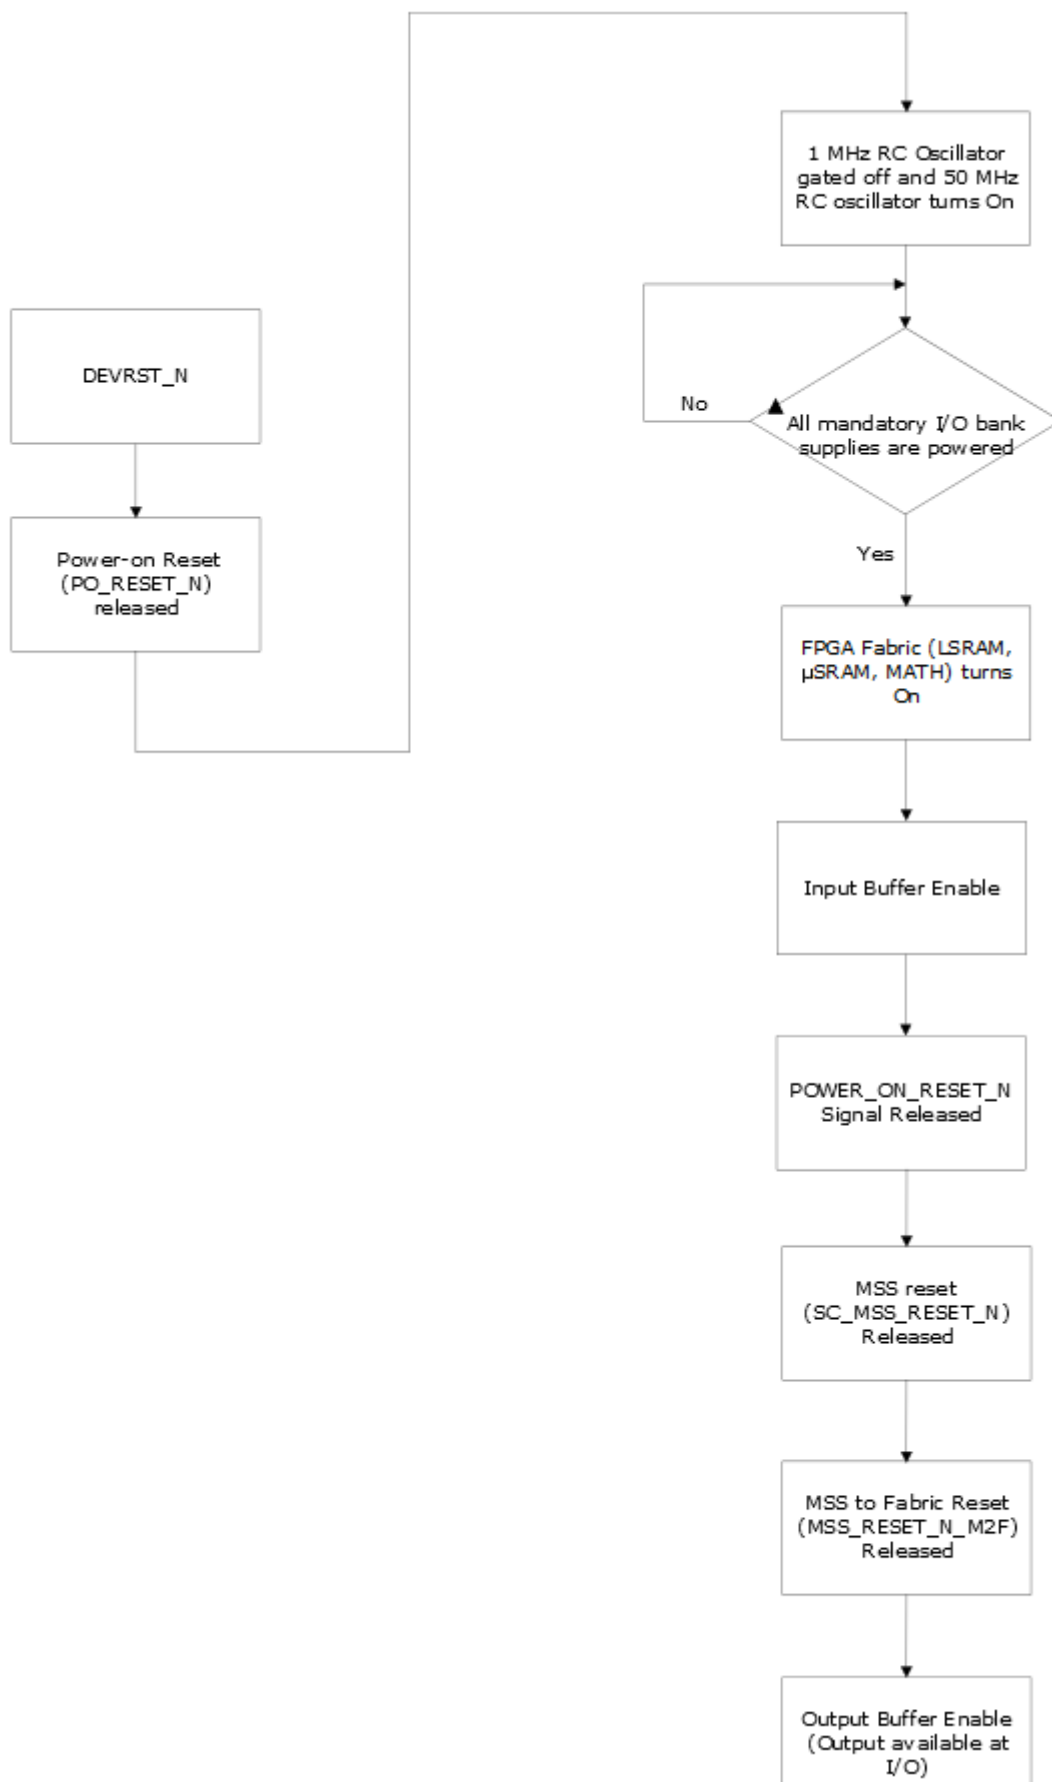 DEVRST_N
Power-on Reset
(PO_RESET_N)
released
1 MHz RC Oscillator
gated off and 50 MHz
RC oscillator turns On
No
All mandatory I/O bank
supplies are powered
Yes
FPGA Fabric (LSRAM,
µSRAM, MATH) turns
On
Input Buffer Enable
POWER_ON_RESET_N
Signal Released
MSS reset
(SC_MSS_RESET_N)
Released
MSS to Fabric Reset
(MSS_RESET_N_M2F)
Released
Output Buffer Enable
(Output available at
I/O)